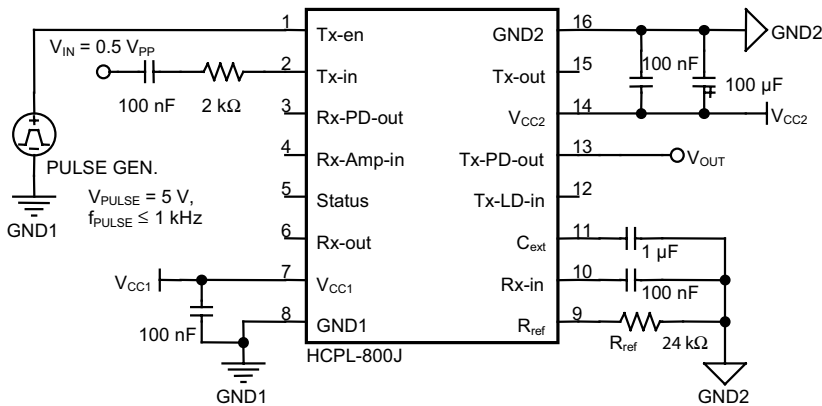 1
Tx-en
GND2
16
GND2
V_IN = 0.5 V_PP
100 nF
2 kΩ
2
Tx-in
Tx-out
15
100 nF
100 µF
+
3
Rx-PD-out
V_CC2
14
V_CC2
+
-
PULSE GEN.
4
Rx-Amp-in
Tx-PD-out
13
V_OUT
V_PULSE = 5 V,
f_PULSE ≤ 1 kHz
GND1
5
Status
Tx-LD-in
12
6
Rx-out
C_ext
11
1 µF
V_CC1
7
V_CC1
Rx-in
10
100 nF
100 nF
8
GND1
R_ref
9
R_ref
24 kΩ
GND1
HCPL-800J
GND2